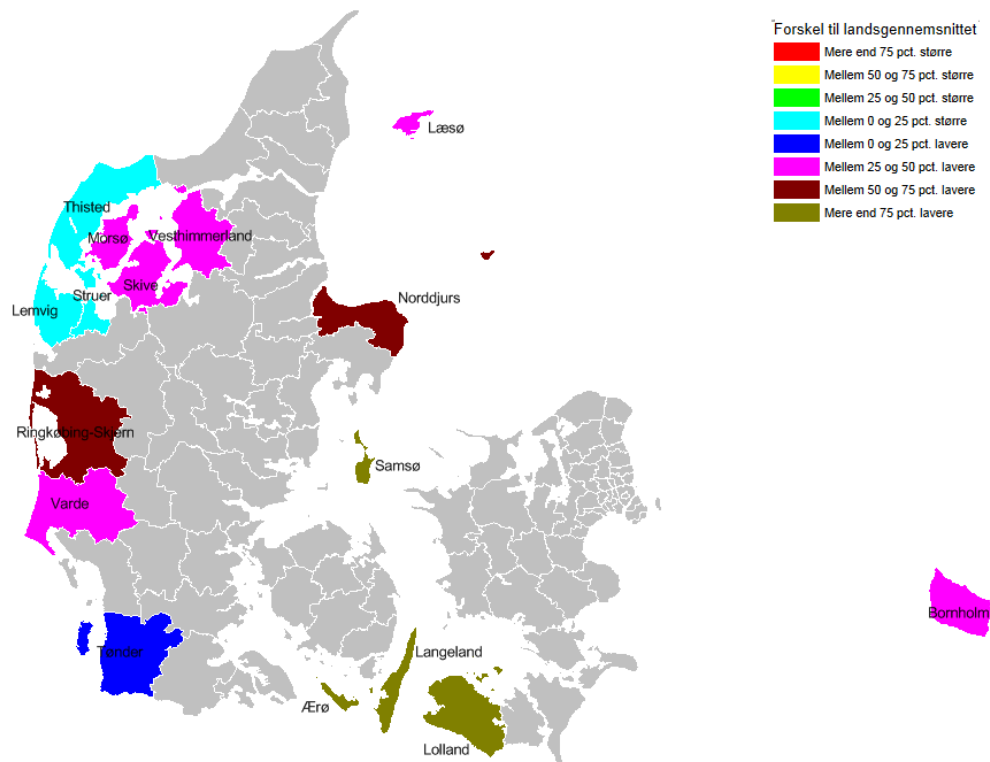 Forskel til landsgennemsnittet
Mere end 75 pct. større
Mellem 50 og 75 pct. større
Mellem 25 og 50 pct. større
Mellem 0 og 25 pct. større
Mellem 0 og 25 pct. lavere
Mellem 25 og 50 pct. lavere
Mellem 50 og 75 pct. lavere
Mere end 75 pct. lavere
Læsø
Thisted
Morsø
Vesthimmerland
Skive
Struer
Lemvig
Norddjurs
Ringkøbing-Skjern
Samsø
Varde
Bornholm
Tønder
Langeland
Ærø
Lolland